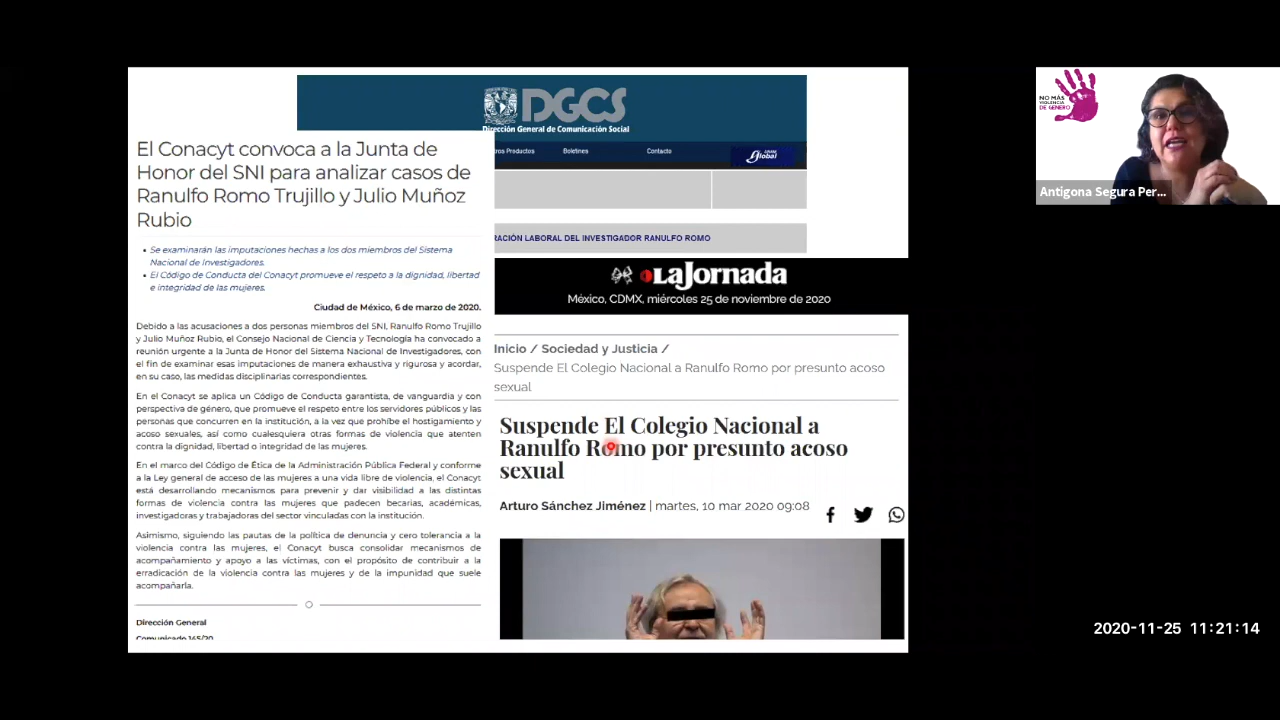 DGCS
Dirección General de Comunicación Social
tros Productos
Boletines
Contacto
global
RACIÓN LABORAL DEL INVESTIGADOR RANULFO ROMO
El Conacyt convoca a la Junta de
Honor del SNI para analizar casos de
Ranulfo Romo Trujillo y Julio Muñoz
Rubio
Se examinarán las imputaciones hechas a los dos miembros del Sistema
Nacional de Investigadores.
El Código de Conducta del Conacyt promueve el respeto a la dignidad, libertad
e integridad de las mujeres.
Ciudad de México, 6 de marzo de 2020.
Debido a las acusaciones a dos personas miembros del SNI, Ranulfo Romo Trujillo
y Julio Muñoz Rubio, el Consejo Nacional de Ciencia y Tecnología ha convocado a
reunión urgente a la Junta de Honor del Sistema Nacional de Investigadores, con
el fin de examinar esas imputaciones de manera exhaustiva y rigurosa y acordar,
en su caso, las medidas disciplinarias correspondientes.
En el Conacyt se aplica un Código de Conducta garantista, de vanguardia y con
perspectiva de género, que promueve el respeto entre los servidores públicos y las
personas que concurren en la institución, a la vez que prohíbe el hostigamiento y
acoso sexuales, así como cualesquiera otras formas de violencia que atenten
contra la dignidad, libertad o integridad de las mujeres.
En el marco del Código de Ética de la Administración Pública Federal y conforme
a la Ley general de acceso de las mujeres a una vida libre de violencia, el Conacyt
está desarrollando mecanismos para prevenir y dar visibilidad a las distintas
formas de violencia contra las mujeres que padecen becarias, académicas,
investigadoras y trabajadoras del sector vinculadas con la institución.
Asimismo, siguiendo las pautas de la política de denuncia y cero tolerancia a la
violencia contra las mujeres, el Conacyt busca consolidar mecanismos de
acompañamiento y apoyo a las víctimas, con el propósito de contribuir a la
erradicación de la violencia contra las mujeres y de la impunidad que suele
acompañarla.
Dirección General
Comunicado 145/20
La Jornada
México, CDMX, miércoles 25 de noviembre de 2020
Inicio / Sociedad y Justicia /
Suspende El Colegio Nacional a Ranulfo Romo por presunto acoso
sexual
Suspende El Colegio Nacional a
Ranulfo Romo por presunto acoso
sexual
Arturo Sánchez Jiménez | martes, 10 mar 2020 09:08
NO MÁS
VIOLENCIA
DE GÉNERO
Antígona Segura Per...
2020-11-25 11:21:14